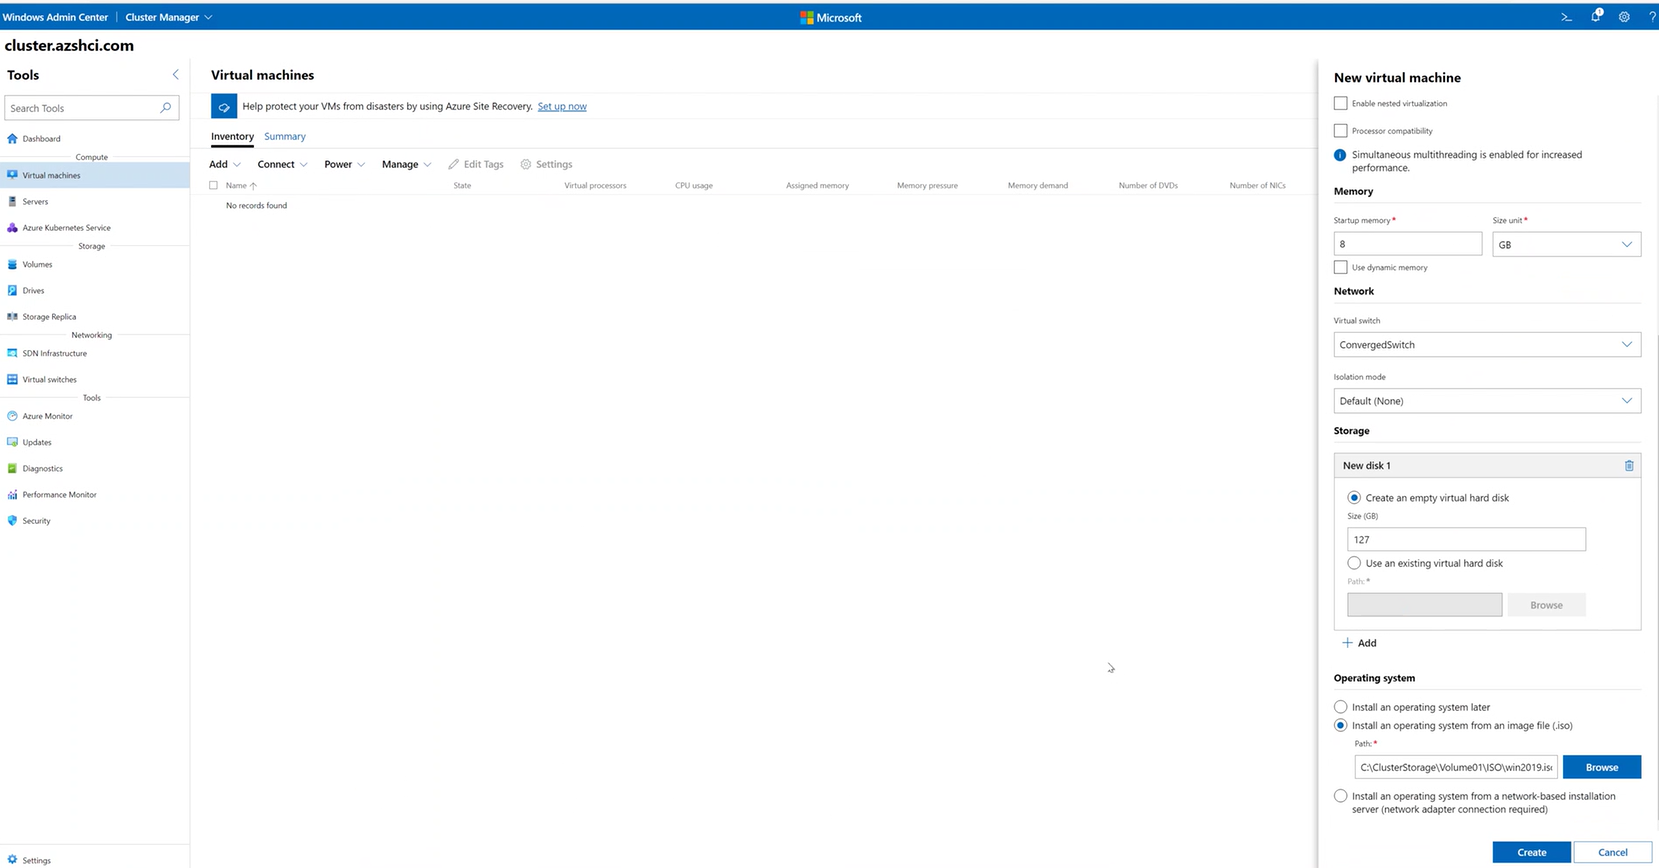 Windows Admin Center | Cluster Manager
Microsoft
1
?
cluster.azshci.com
Tools
Search Tools
Dashboard
Compute
Virtual machines
Servers
Azure Kubernetes Service
Storage
Volumes
Drives
Storage Replica
Networking
SDN Infrastructure
Virtual switches
Tools
Azure Monitor
Updates
Diagnostics
Performance Monitor
Security
Settings
Virtual machines
Help protect your VMs from disasters by using Azure Site Recovery. Set up now
Inventory Summary
Add Connect Power Manage Edit Tags Settings
Name State Virtual processors CPU usage Assigned memory Memory pressure Memory demand Number of DVDs Number of NICs
No records found
New virtual machine
Enable nested virtualization
Processor compatibility
Simultaneous multithreading is enabled for increased
performance.
Memory
Startup memory * Size unit *
8 GB
Use dynamic memory
Network
Virtual switch
ConvergedSwitch
Isolation mode
Default (None)
Storage
New disk 1
Create an empty virtual hard disk
Size (GB)
127
Use an existing virtual hard disk
Path: *
Browse
+ Add
Operating system
Install an operating system later
Install an operating system from an image file (.iso)
Path: *
C:\ClusterStorage\Volume01\ISO\win2019.iso Browse
Install an operating system from a network-based installation
server (network adapter connection required)
Create Cancel